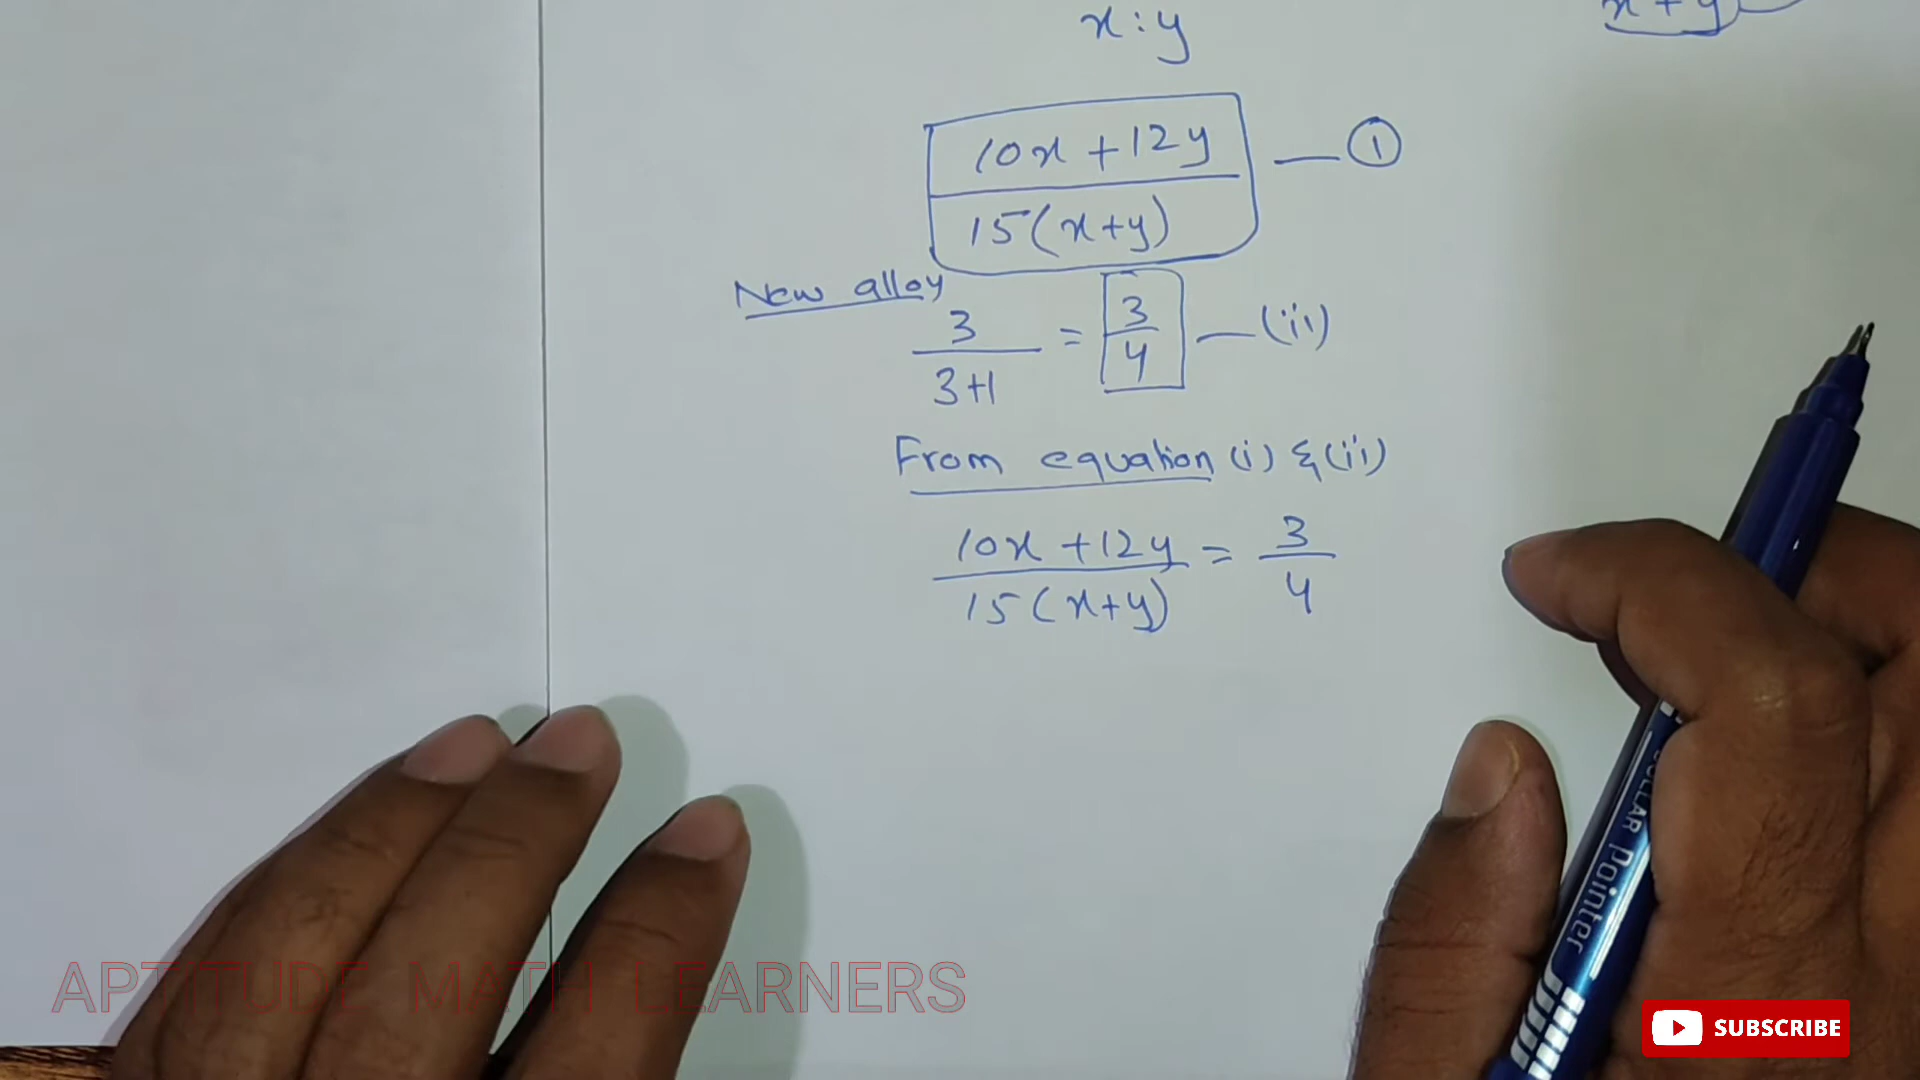 x : y
x + y
10x + 12y — ①
15(x+y)
New alloy
3 = 3 — (ii)
3+1 4
From equation (i) & (ii)
10x + 12y = 3
15(x+y) 4
DOLLAR Pointer
APTITUDE MATH LEARNERS
SUBSCRIBE